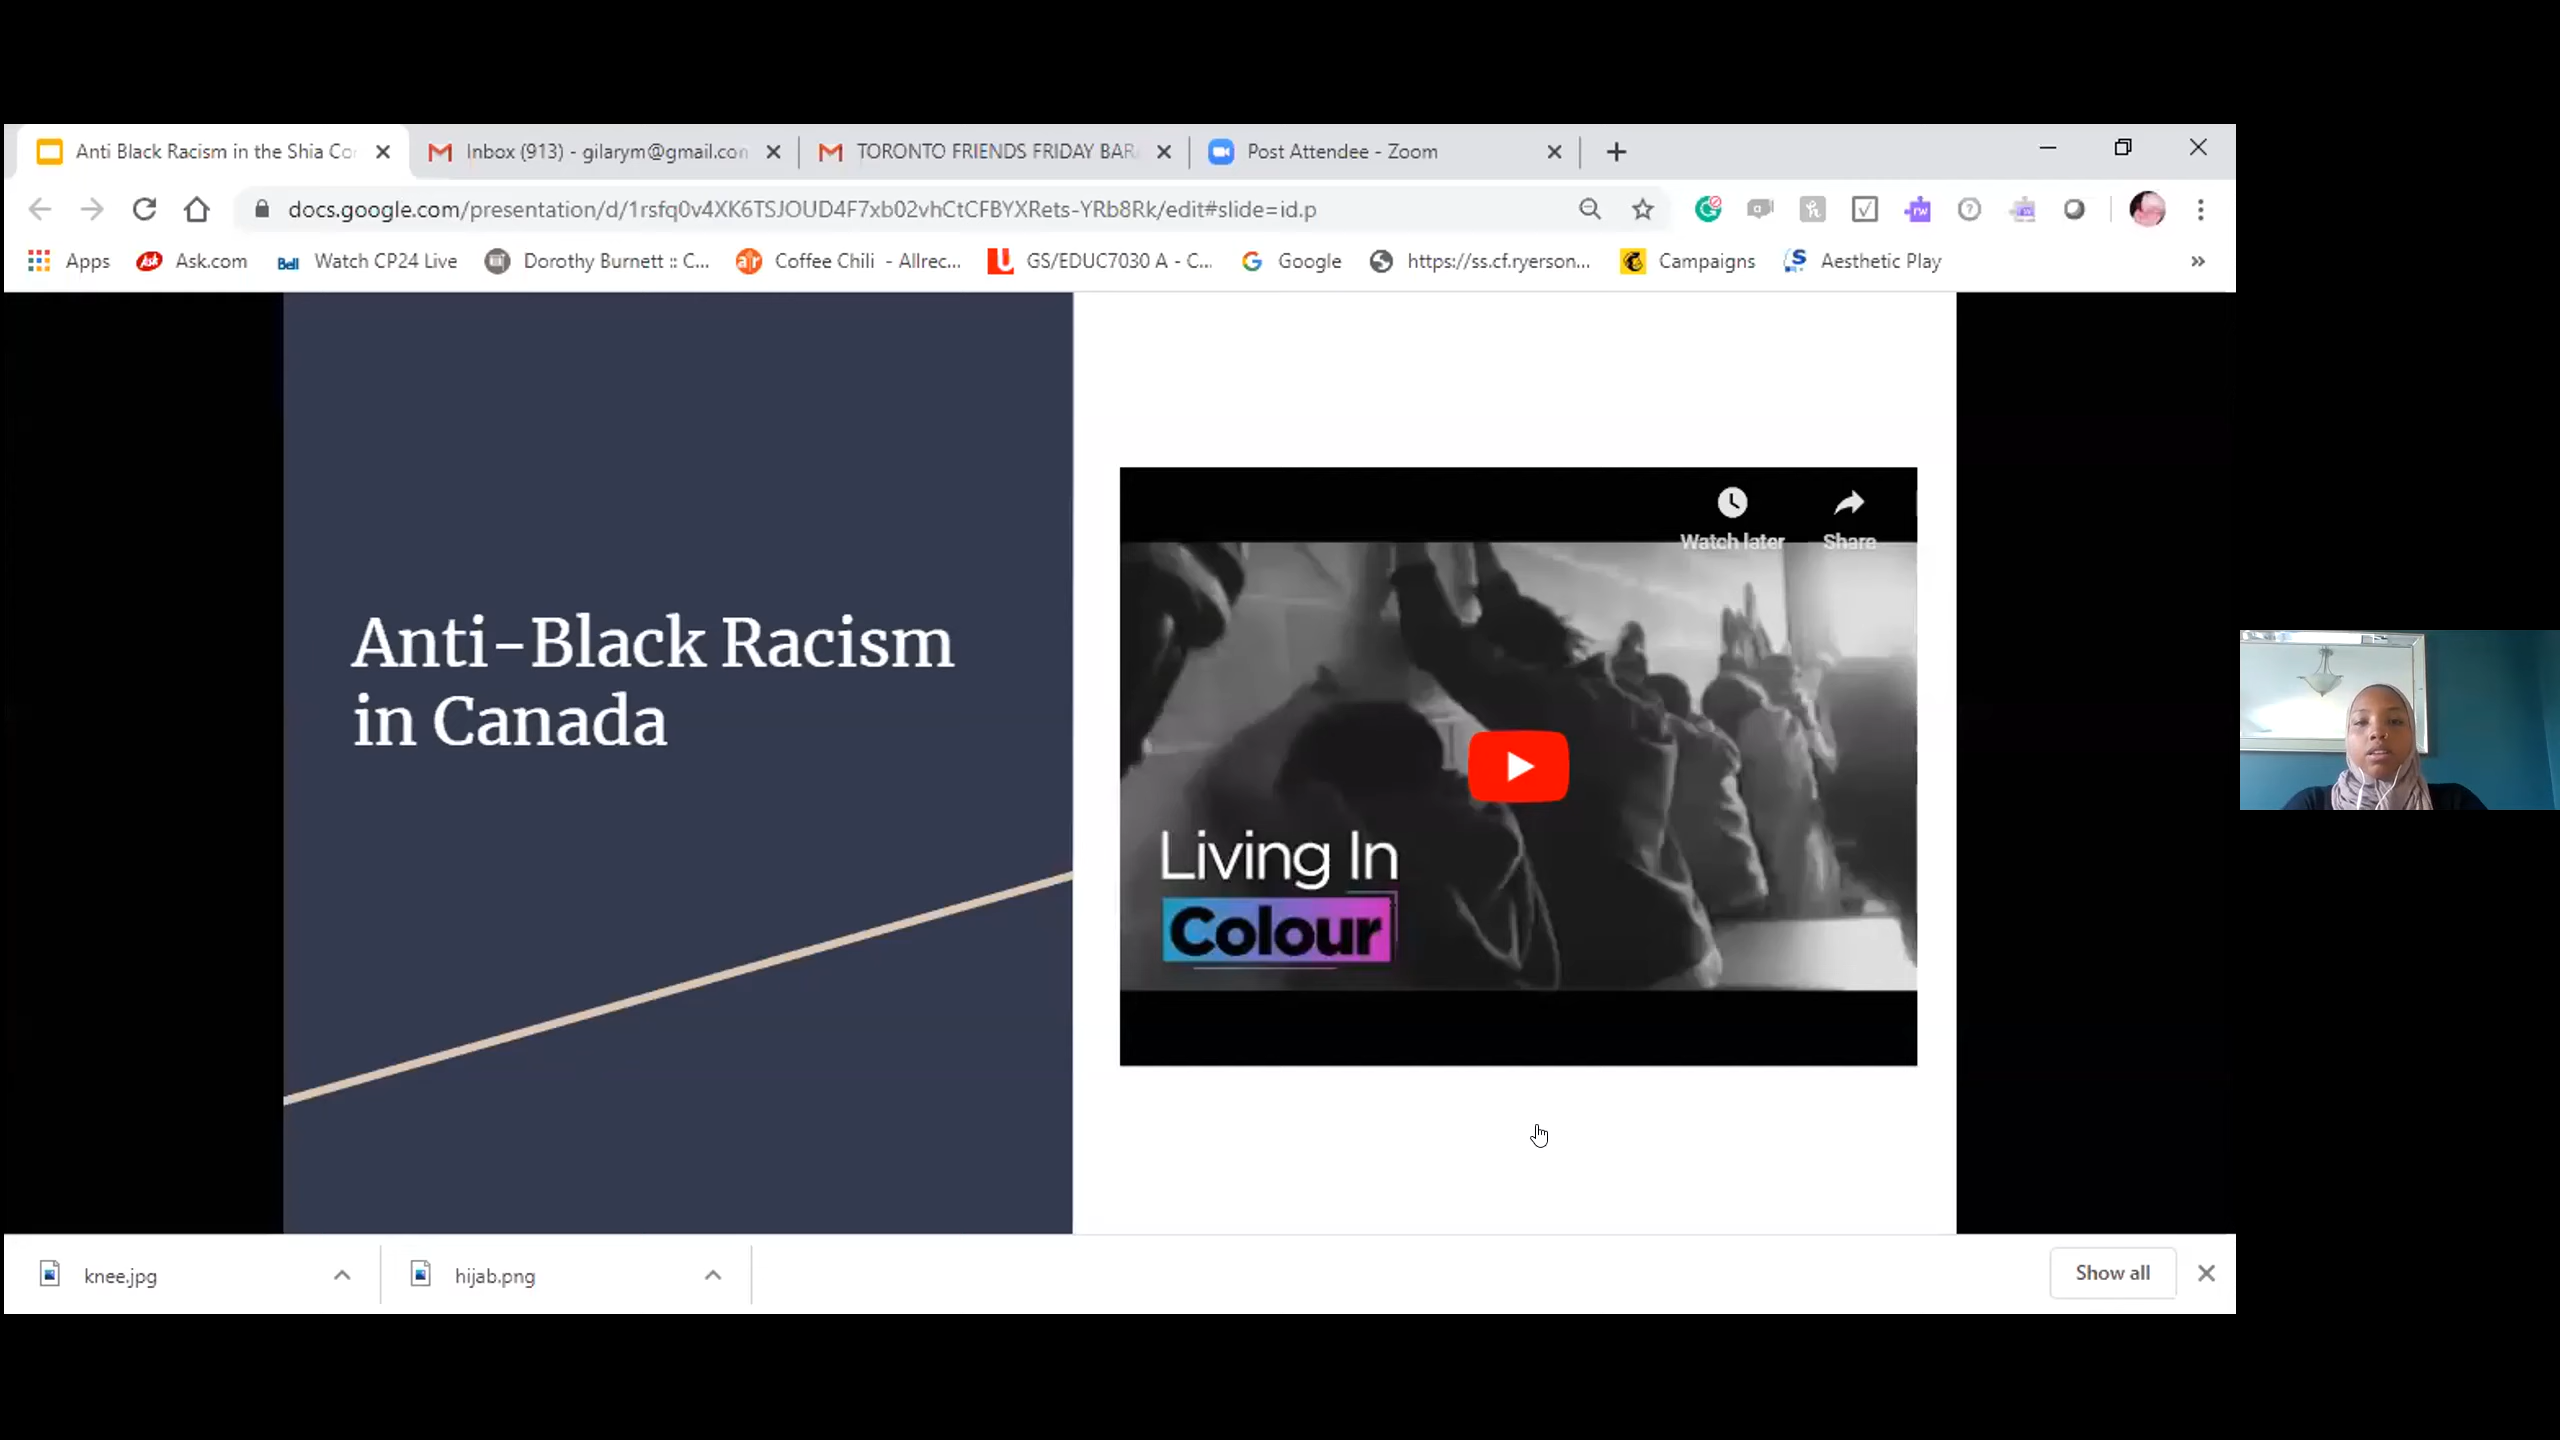 Anti Black Racism in the Shia Co
Inbox (913) - gilarym@gmail.con
TORONTO FRIENDS FRIDAY BAR
Post Attendee - Zoom
docs.google.com/presentation/d/1rsfq0v4XK6TSJOUD4F7xb02vhCtCFBYXRets-YRb8Rk/edit#slide=id.p
Apps
Ask.com
Bell
Watch CP24 Live
Dorothy Burnett :: C...
Coffee Chili - Allrec...
GS/EDUC7030 A - C...
Google
https://ss.cf.ryerson...
Campaigns
Aesthetic Play
Anti-Black Racism
in Canada
Watch later
Share
Living In
Colour
knee.jpg
hijab.png
Show all